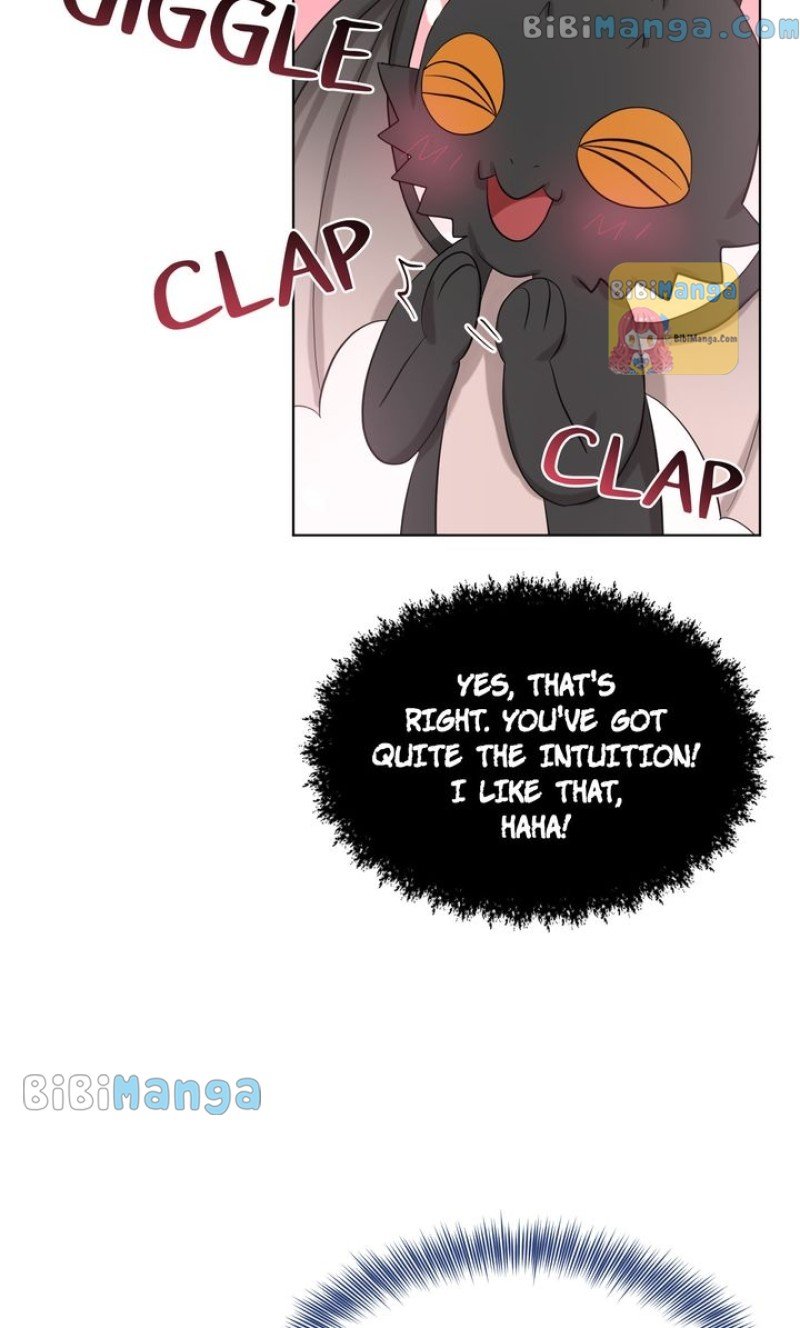 BiBiManga.Com
GIGGLE
CLAP
BiBiManga
BibiManga.Com
CLAP
YES, THAT'S
RIGHT. YOU'VE GOT
QUITE THE INTUITION!
I LIKE THAT,
HAHA!
BiBiManga